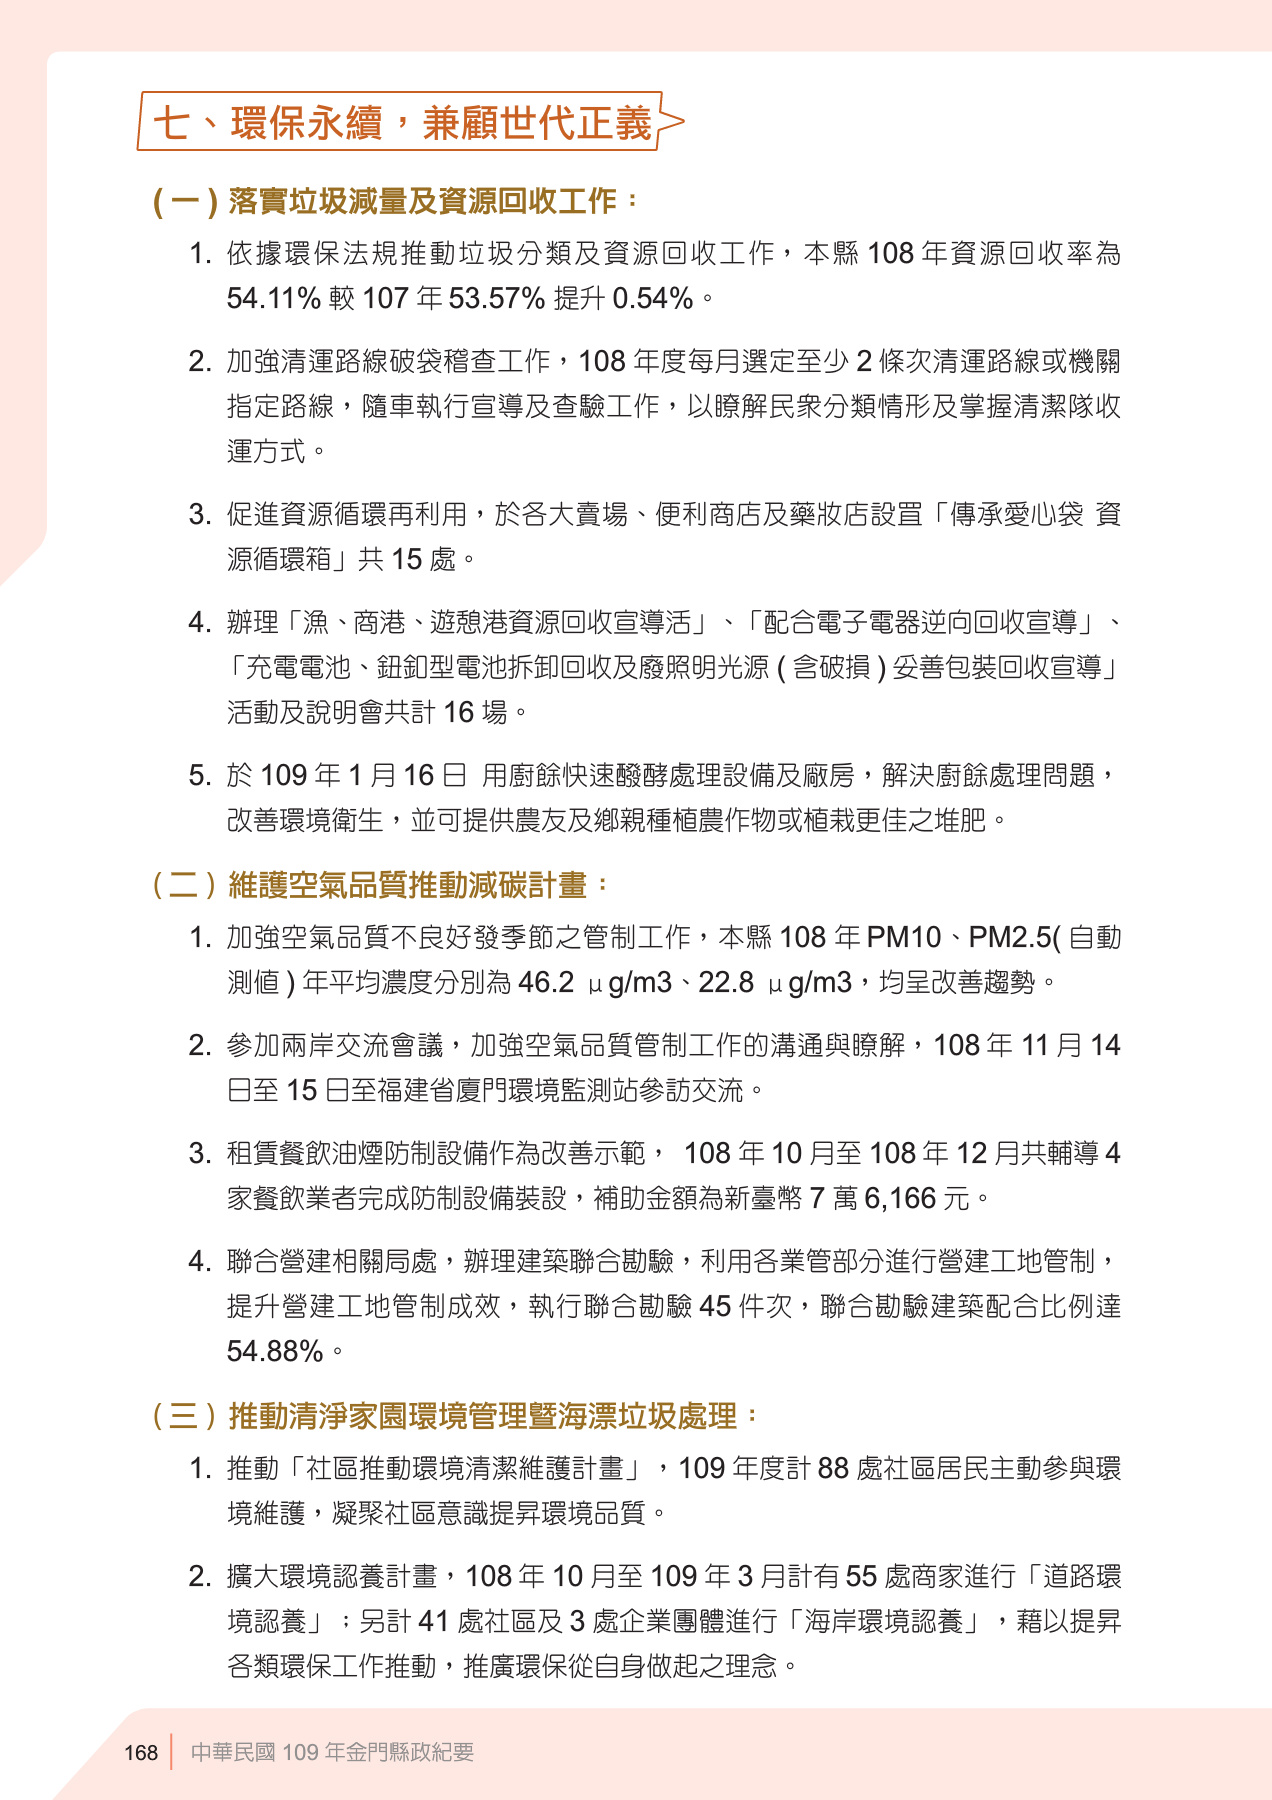 七、環保永續，兼顧世代正義
(一)落實垃圾減量及資源回收工作：
1. 依據環保法規推動垃圾分類及資源回收工作，本縣 108 年資源回收率為
54.11% 較 107 年 53.57% 提升 0.54%。
2. 加強清運路線破袋稽查工作，108 年度每月選定至少 2 條次清運路線或機關
指定路線，隨車執行宣導及查驗工作，以瞭解民眾分類情形及掌握清潔隊收
運方式。
3. 促進資源循環再利用，於各大賣場、便利商店及藥妝店設置「傳承愛心袋 資
源循環箱」共 15 處。
4. 辦理「漁、商港、遊憩港資源回收宣導活」、「配合電子電器逆向回收宣導」、
「充電電池、鈕釦型電池拆卸回收及廢照明光源 ( 含破損 ) 妥善包裝回收宣導」
活動及說明會共計 16 場。
5. 於 109 年 1 月 16 日 用廚餘快速醱酵處理設備及廠房，解決廚餘處理問題，
改善環境衛生，並可提供農友及鄉親種植農作物或植栽更佳之堆肥。
(二)維護空氣品質推動減碳計畫：
1. 加強空氣品質不良好發季節之管制工作，本縣 108 年 PM10、PM2.5( 自動
測值 ) 年平均濃度分別為 46.2 μg/m3、22.8 μg/m3，均呈改善趨勢。
2. 參加兩岸交流會議，加強空氣品質管制工作的溝通與瞭解，108 年 11 月 14
日至 15 日至福建省廈門環境監測站參訪交流。
3. 租賃餐飲油煙防制設備作為改善示範， 108 年 10 月至 108 年 12 月共輔導 4
家餐飲業者完成防制設備裝設，補助金額為新臺幣 7 萬 6,166 元。
4. 聯合營建相關局處，辦理建築聯合勘驗，利用各業管部分進行營建工地管制，
提升營建工地管制成效，執行聯合勘驗 45 件次，聯合勘驗建築配合比例達
54.88%。
(三)推動清淨家園環境管理暨海漂垃圾處理：
1. 推動「社區推動環境清潔維護計畫」，109 年度計 88 處社區居民主動參與環
境維護，凝聚社區意識提昇環境品質。
2. 擴大環境認養計畫，108 年 10 月至 109 年 3 月計有 55 處商家進行「道路環
境認養」；另計 41 處社區及 3 處企業團體進行「海岸環境認養」，藉以提昇
各類環保工作推動，推廣環保從自身做起之理念。
168 中華民國 109 年金門縣政紀要